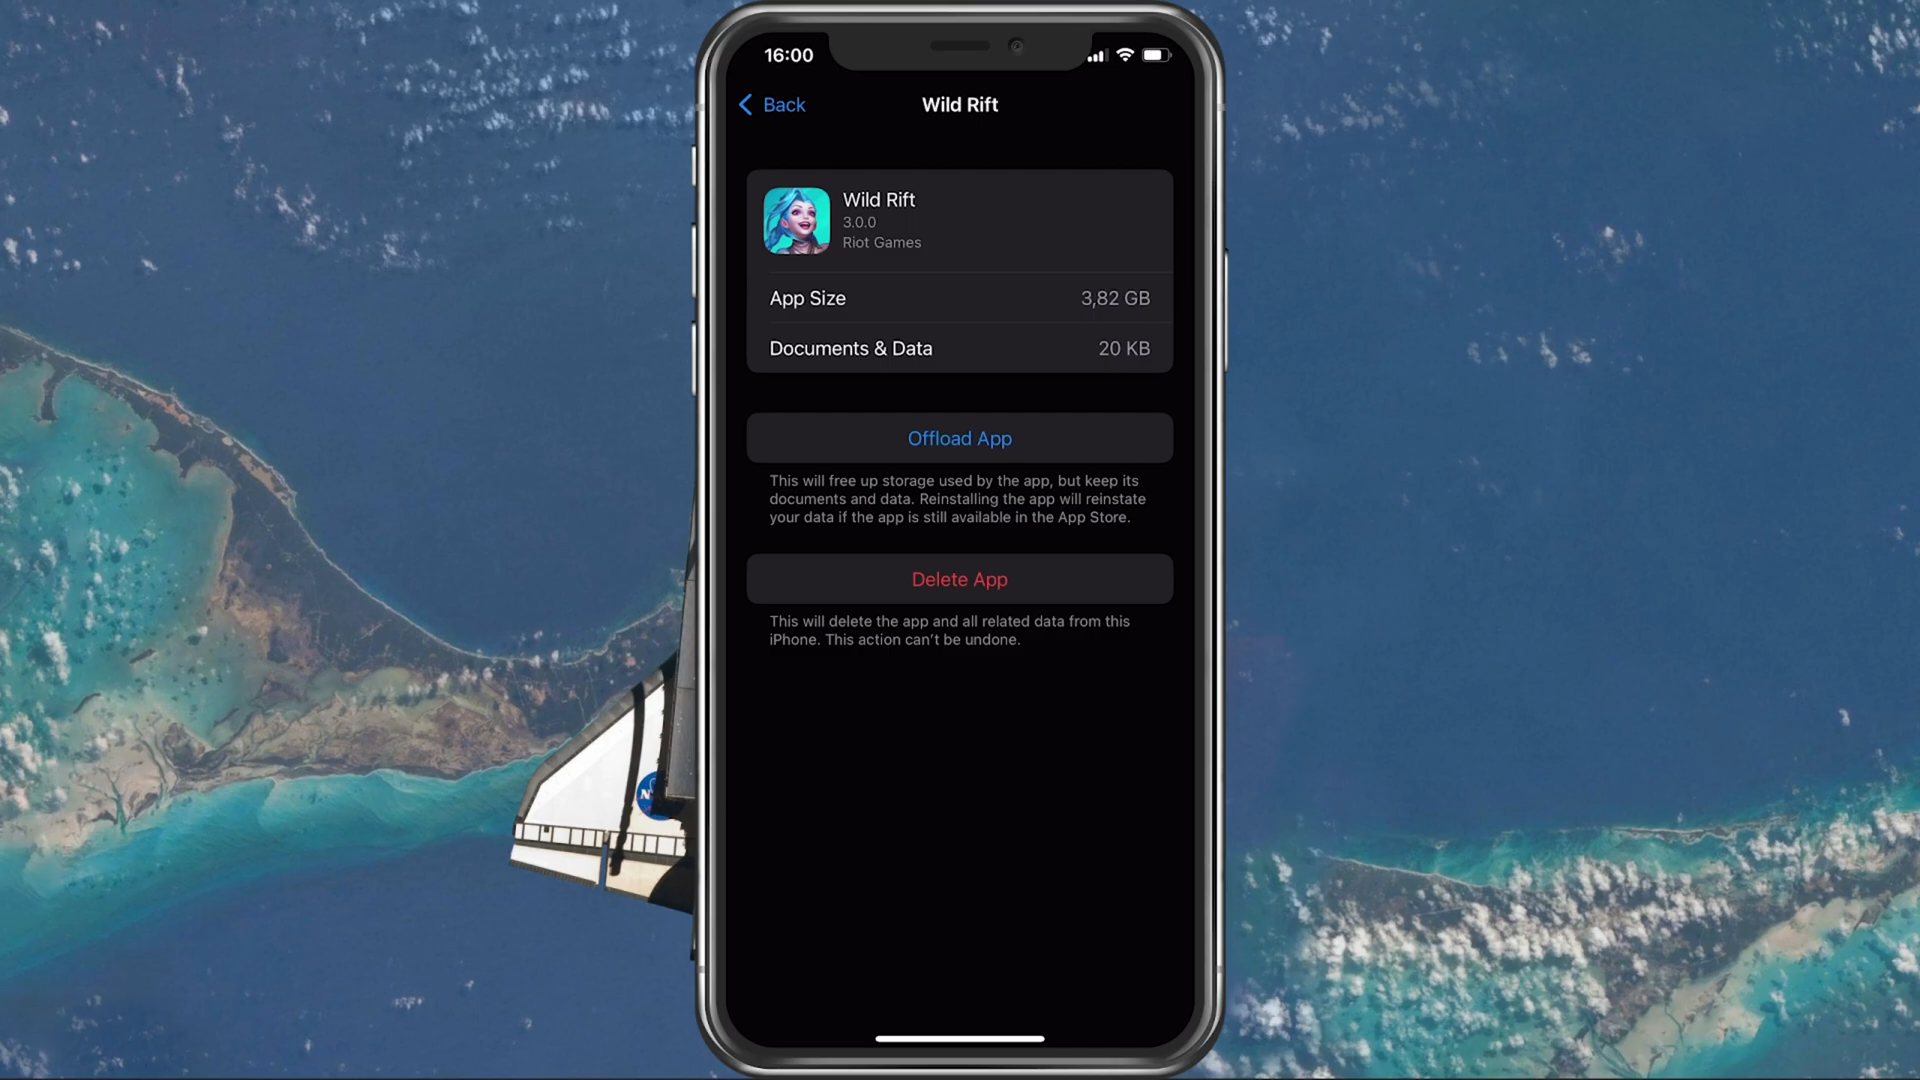 16:00
Back
Wild Rift
Wild Rift
3.0.0
Riot Games
App Size 3,82 GB
Documents & Data 20 KB
Offload App
This will free up storage used by the app, but keep its
documents and data. Reinstalling the app will reinstate
your data if the app is still available in the App Store.
Delete App
This will delete the app and all related data from this
iPhone. This action can't be undone.